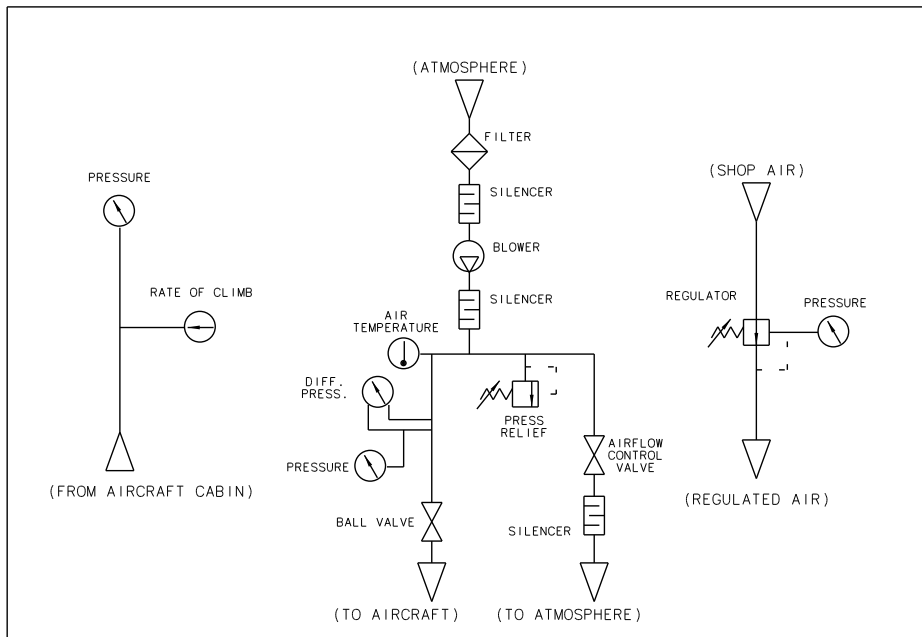 (ATMOSPHERE)
FILTER
SILENCER
BLOWER
SILENCER
AIR
TEMPERATURE
DIFF.
PRESS.
PRESSURE
PRESS
RELIEF
BALL VALVE
AIRFLOW
CONTROL
VALVE
SILENCER
(TO AIRCRAFT)
(TO ATMOSPHERE)
PRESSURE
RATE OF CLIMB
(FROM AIRCRAFT CABIN)
(SHOP AIR)
REGULATOR
PRESSURE
(REGULATED AIR)